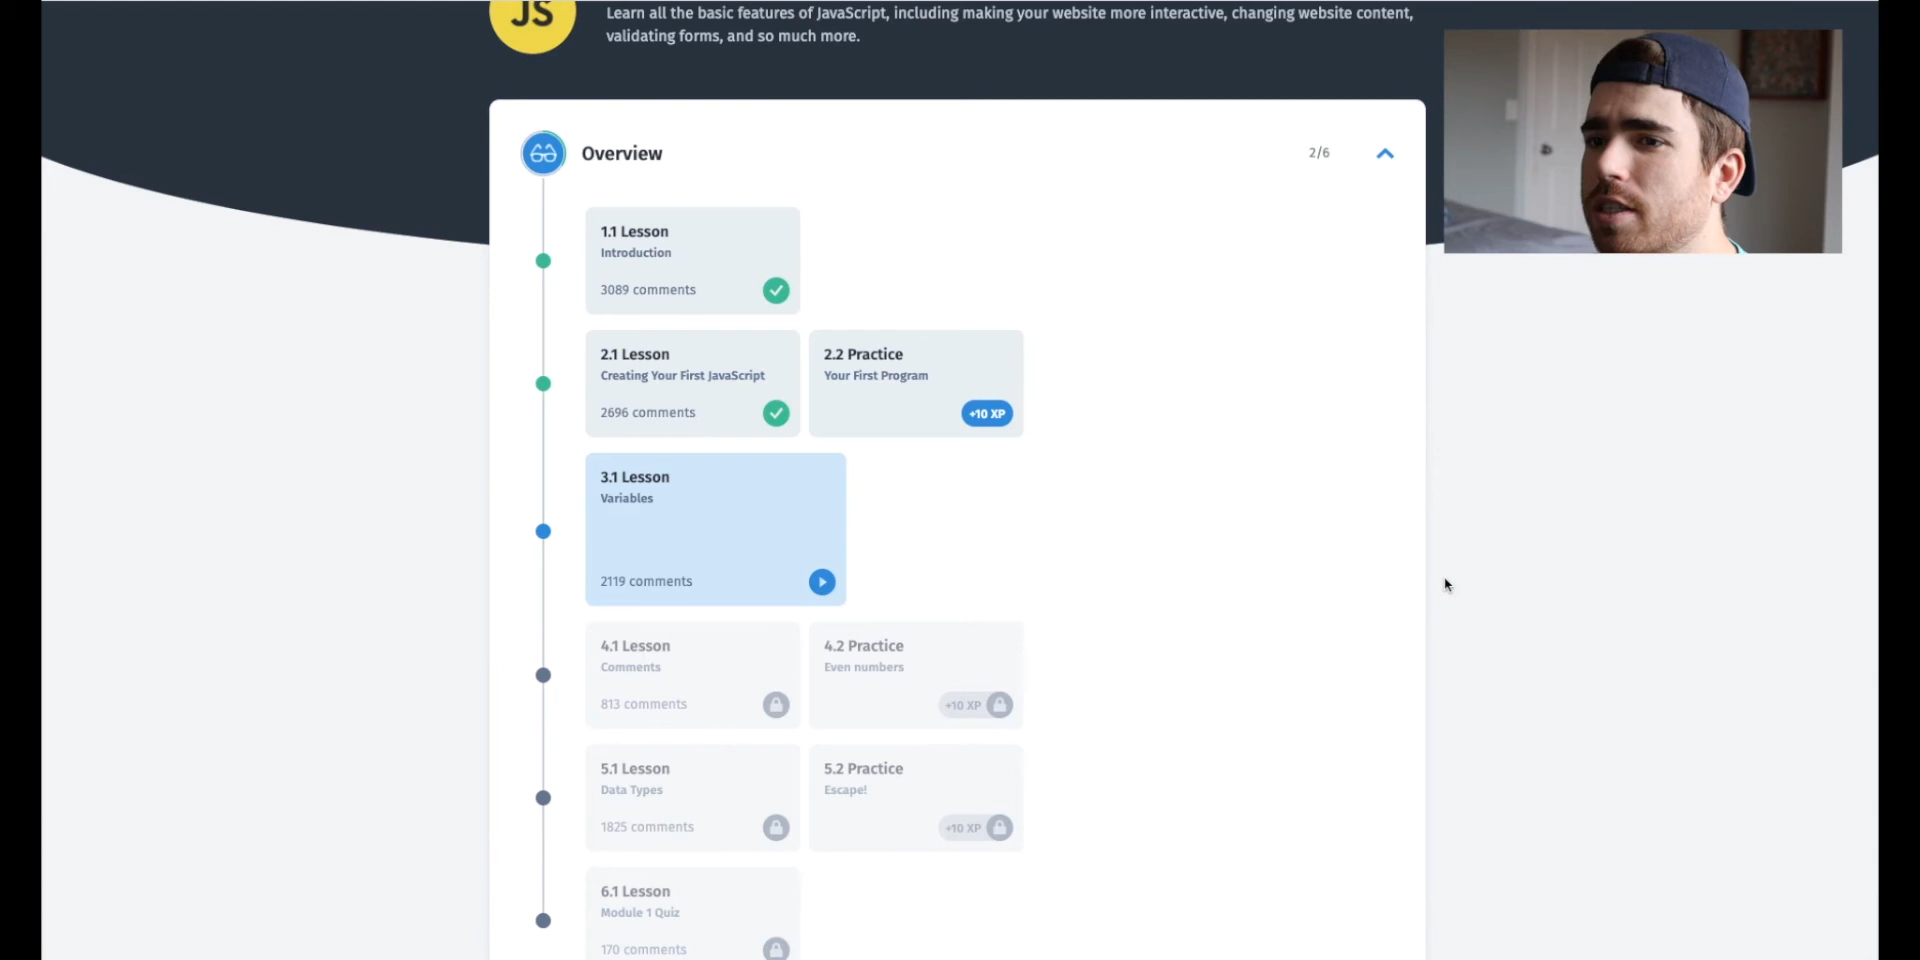 JS
Learn all the basic features of JavaScript, including making your website more interactive, changing website content,
validating forms, and so much more.
Overview
2/6
1.1 Lesson
Introduction
3089 comments
2.1 Lesson
Creating Your First JavaScript
2696 comments
2.2 Practice
Your First Program
+10 XP
3.1 Lesson
Variables
2119 comments
4.1 Lesson
Comments
813 comments
4.2 Practice
Even numbers
+10 XP
5.1 Lesson
Data Types
1825 comments
5.2 Practice
Escape!
+10 XP
6.1 Lesson
Module 1 Quiz
170 comments